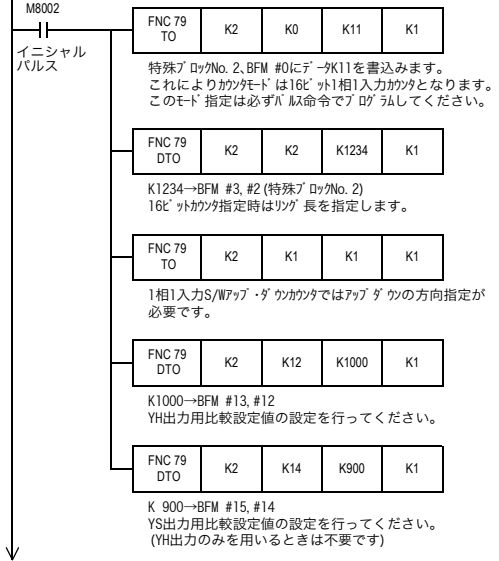 M8002
イニシャル
パルス
FNC 79
TO
K2
K0
K11
K1
特殊ブロックNo. 2、BFM #0にデータK11を書込みます。
これによりカウンタモードは16ビット1相1入力カウンタとなります。
このモード指定は必ずパルス命令でプログラムしてください。
FNC 79
DTO
K2
K2
K1234
K1
K1234→BFM #3, #2 (特殊ブロックNo. 2)
16ビットカウンタ指定時はリング長を指定します。
FNC 79
TO
K2
K1
K1
K1
1相1入力S/Wアップ・ダウンカウンタではアップダウンの方向指定が
必要です。
FNC 79
DTO
K2
K12
K1000
K1
K1000→BFM #13, #12
YH出力用比較設定値の設定を行ってください。
FNC 79
DTO
K2
K14
K900
K1
K 900→BFM #15, #14
YS出力用比較設定値の設定を行ってください。
(YH出力のみを用いるときは不要です)